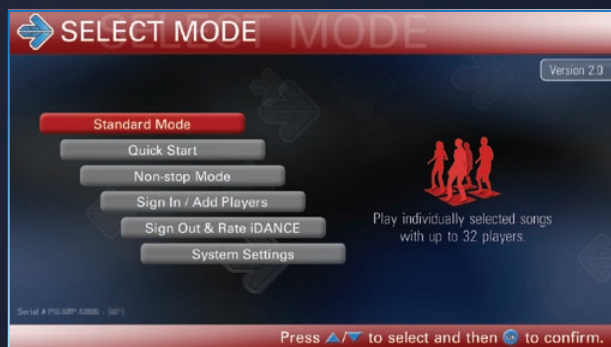 SELECT MODE
Version 2.0
Standard Mode
Quick Start
Non-stop Mode
Sign In / Add Players
Sign Out & Rate iDANCE
System Settings
Play individually selected songs
with up to 32 players.
Serial #
Press ▲/▼ to select and then to confirm.